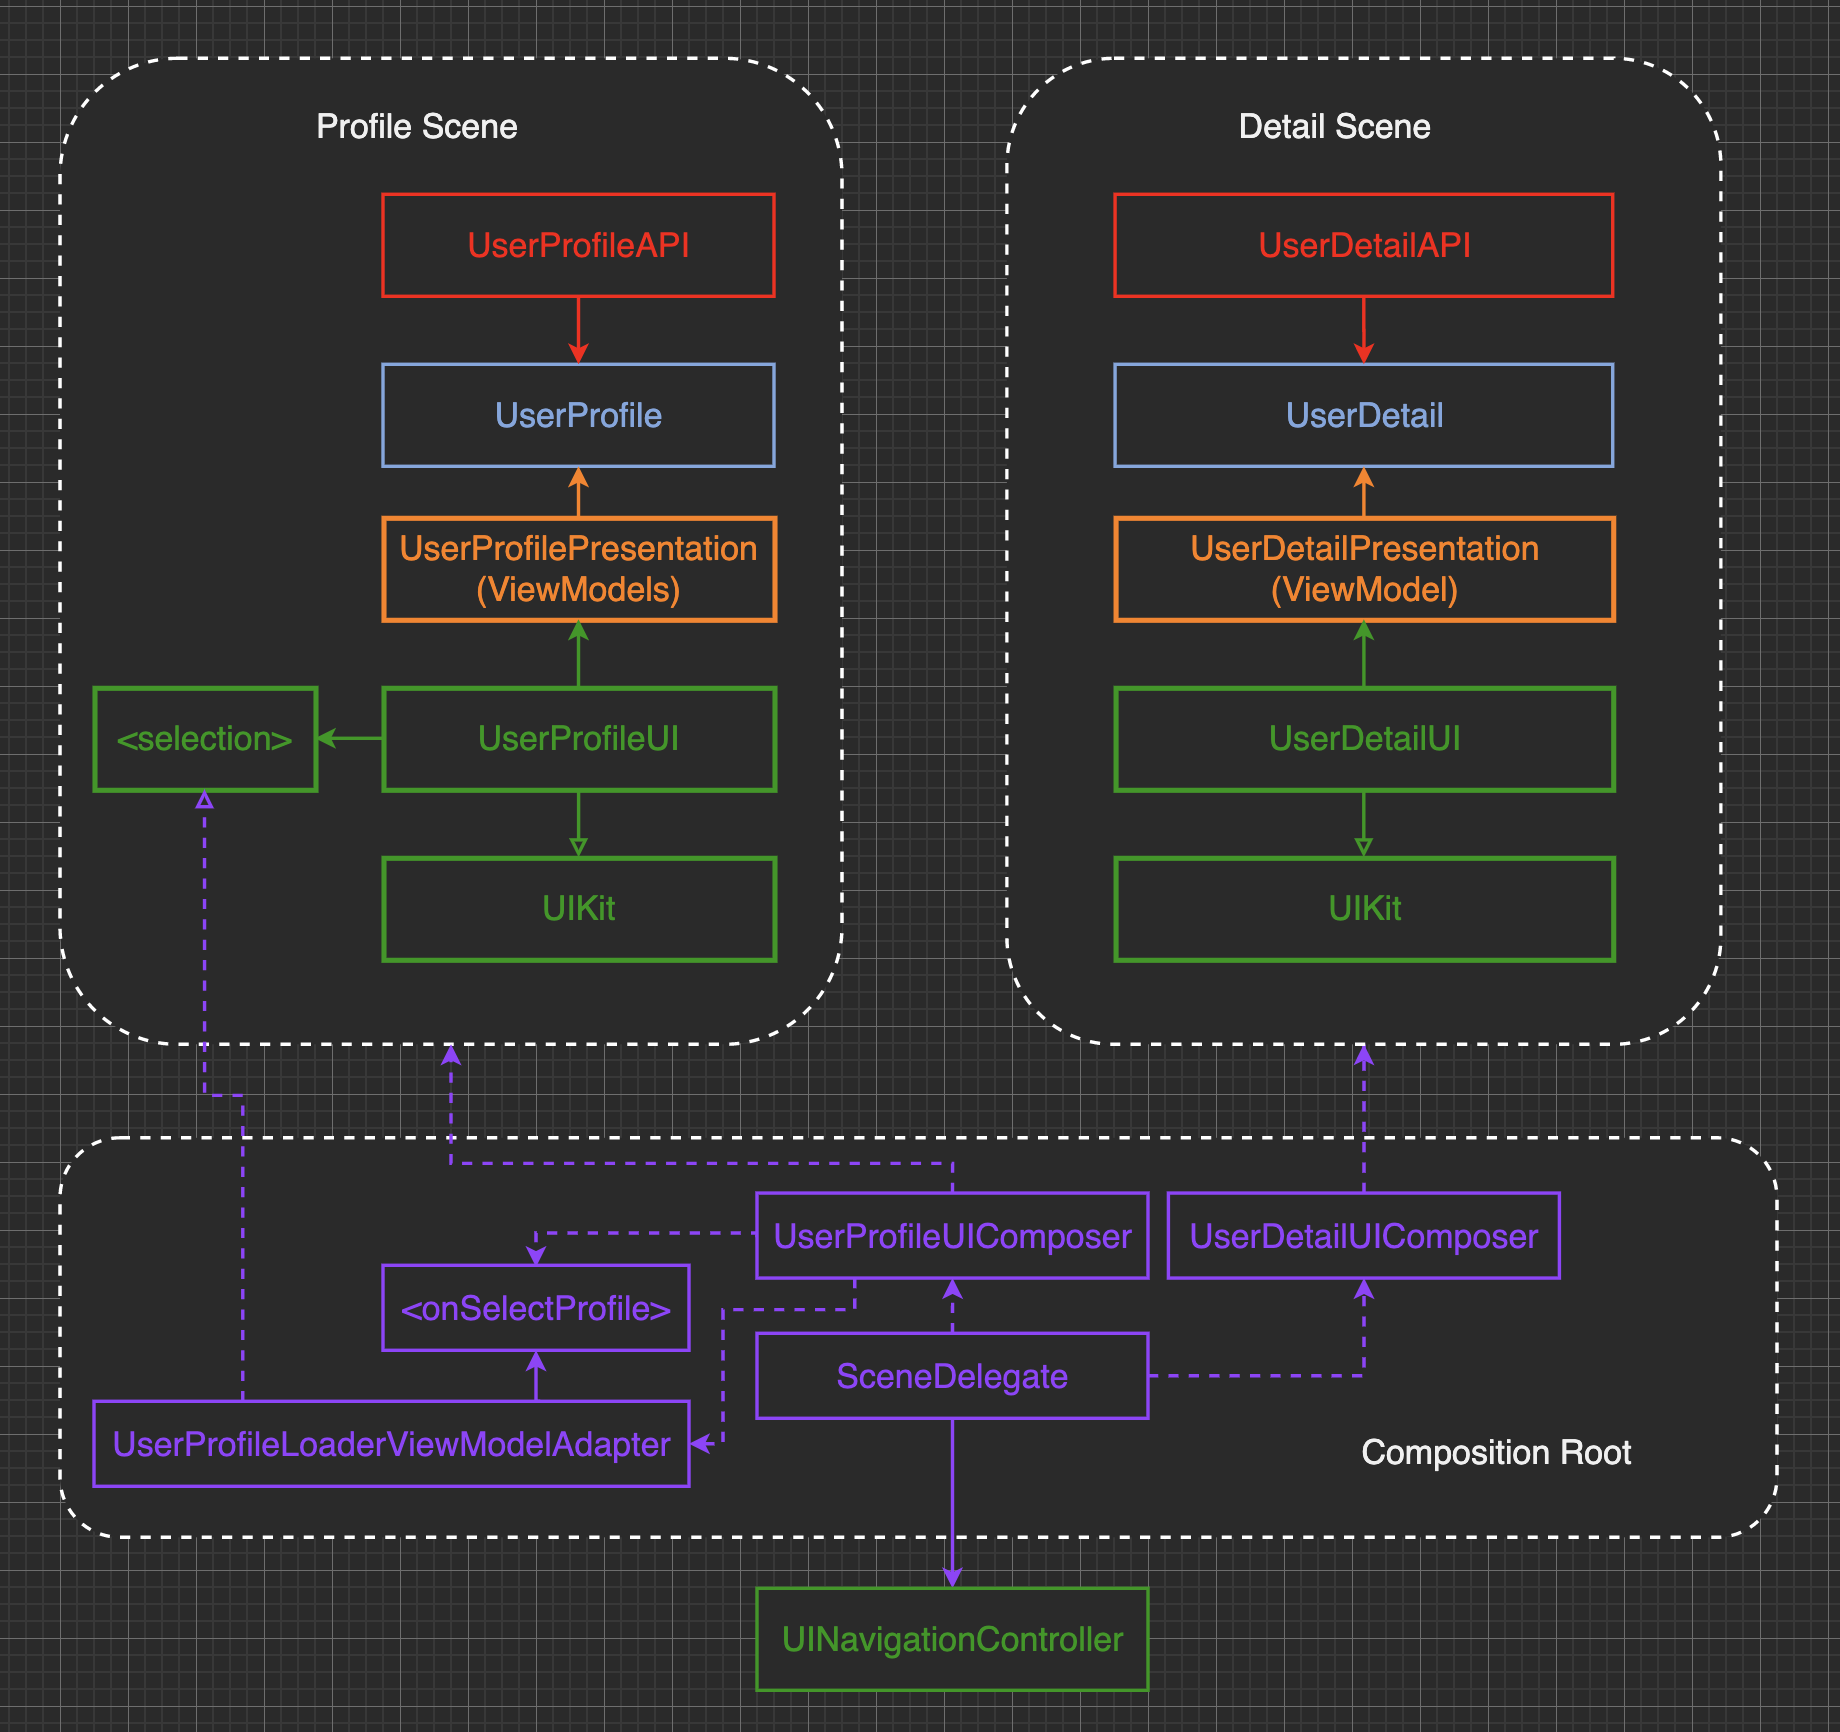 Profile Scene
UserProfileAPI
UserProfile
UserProfilePresentation
(ViewModels)
<selection>
UserProfileUI
UIKit
Detail Scene
UserDetailAPI
UserDetail
UserDetailPresentation
(ViewModel)
UserDetailUI
UIKit
UserProfileUIComposer
UserDetailUIComposer
<onSelectProfile>
SceneDelegate
UserProfileLoaderViewModelAdapter
Composition Root
UINavigationController